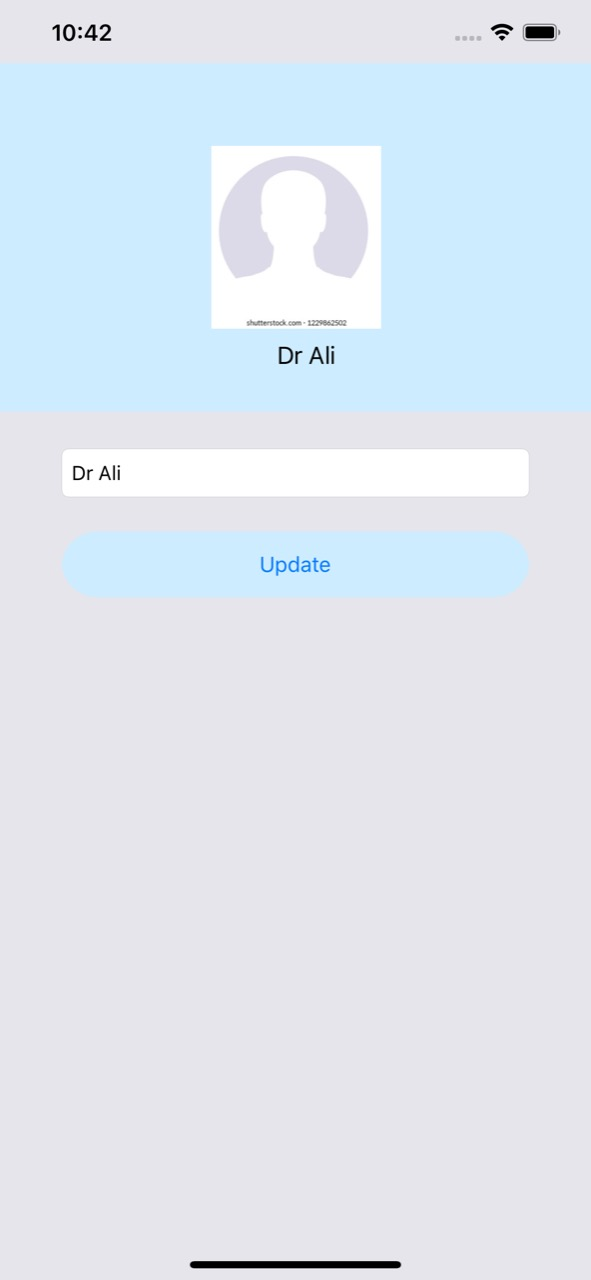 10:42
shutterstock.com - 1229862502
Dr Ali
Dr Ali
Update